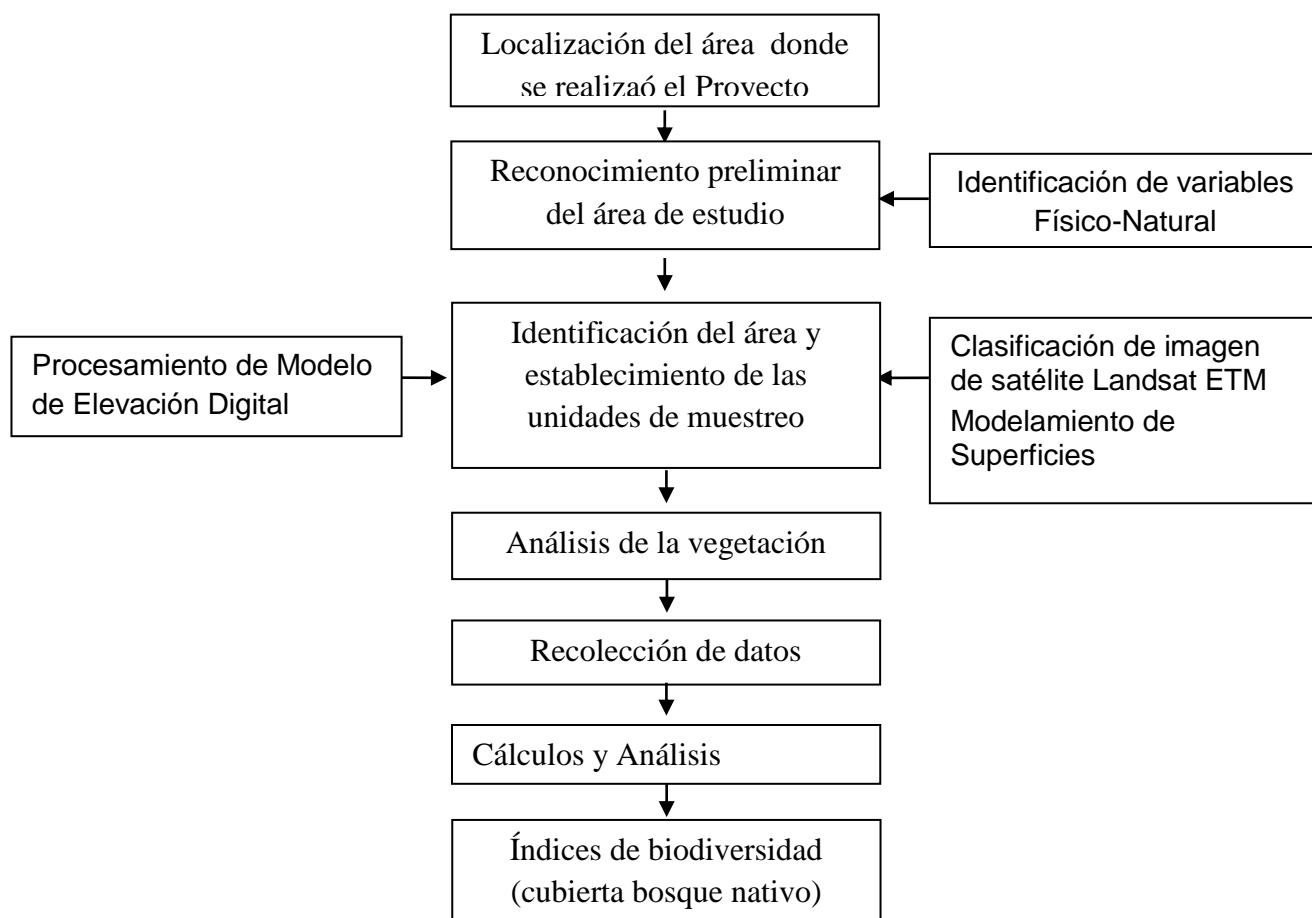 Localización del área donde
se realizaó el Proyecto
Reconocimiento preliminar
del área de estudio
Identificación de variables
Físico-Natural
Procesamiento de Modelo
de Elevación Digital
Identificación del área y
establecimiento de las
unidades de muestreo
Clasificación de imagen
de satélite Landsat ETM
Modelamiento de
Superficies
Análisis de la vegetación
Recolección de datos
Cálculos y Análisis
Índices de biodiversidad
(cubierta bosque nativo)